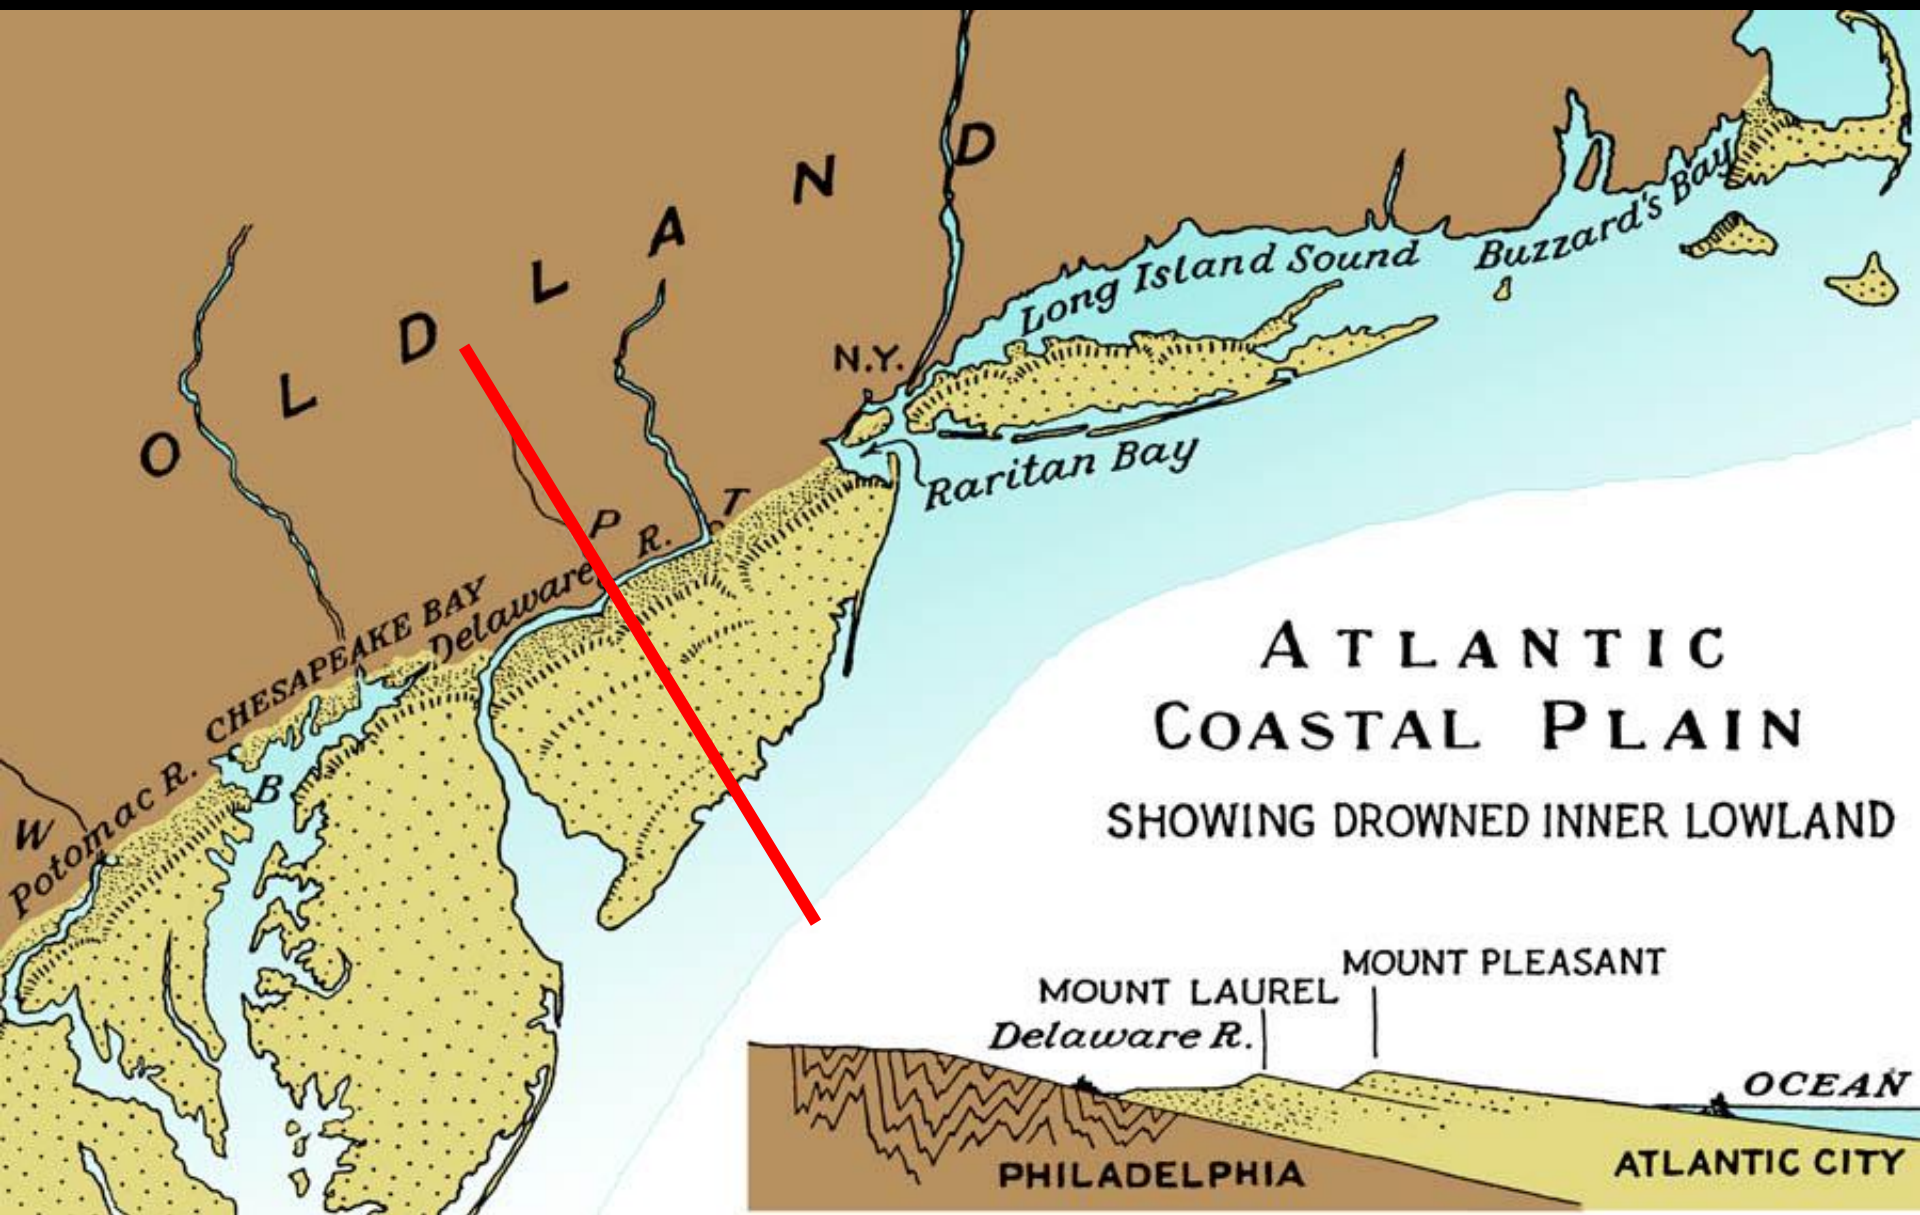 OLDLAND
N.Y.
Long Island Sound
Buzzard's Bay
Raritan Bay
T
P
Delaware R.
CHESAPEAKE BAY
B
Potomac R.
W
ATLANTIC
COASTAL PLAIN
SHOWING DROWNED INNER LOWLAND
MOUNT PLEASANT
MOUNT LAUREL
Delaware R.
OCEAN
PHILADELPHIA
ATLANTIC CITY